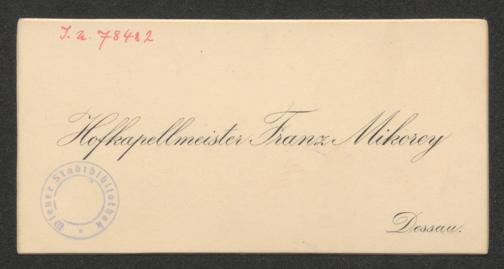 J. N. 78482
Hofkapellmeister Franz Mikorey
Wiener Stadtbibliothek
Dessau.